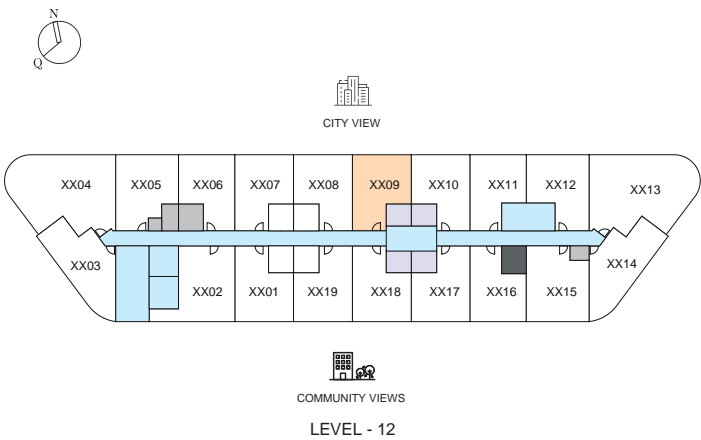 N
Q
CITY VIEW
XX04 XX05 XX06 XX07 XX08 XX09 XX10 XX11 XX12 XX13
XX03 XX14
XX02 XX01 XX19 XX18 XX17 XX16 XX15
COMMUNITY VIEWS
LEVEL - 12